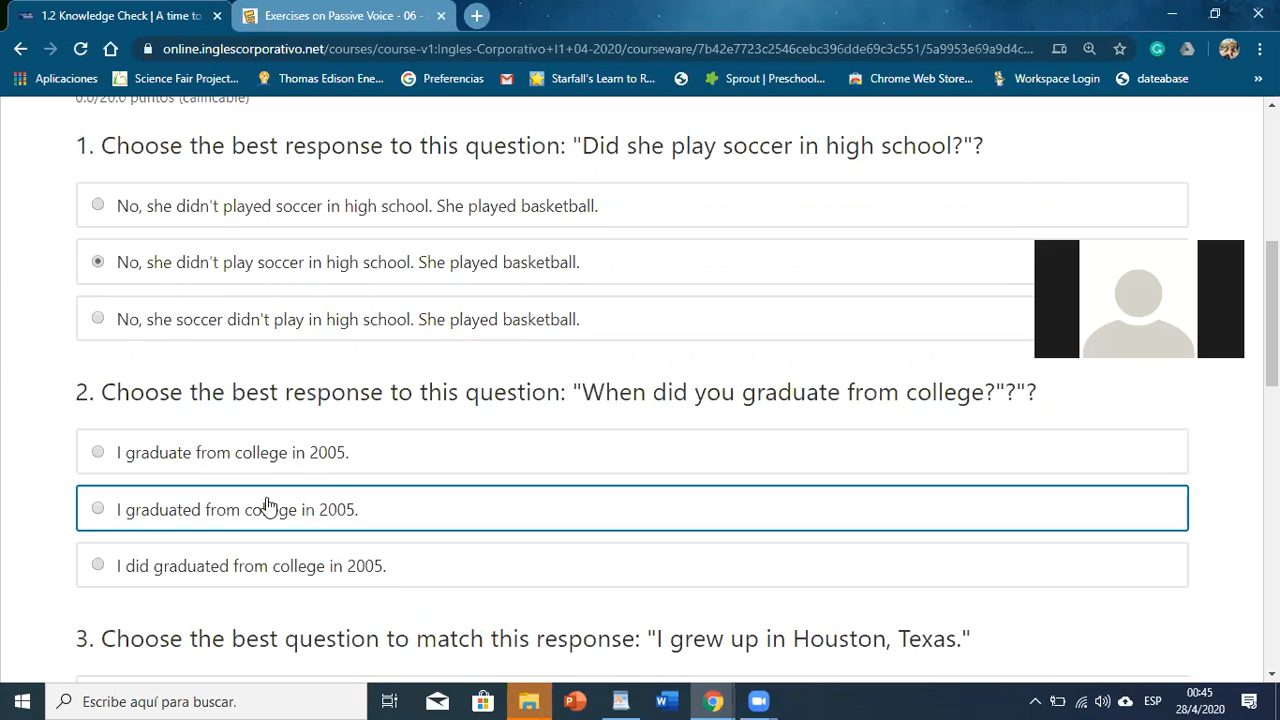 1.2 Knowledge Check | A time to
Exercises on Passive Voice - 06 -
online.inglescorporativo.net/courses/course-v1:Ingles-Corporativo+I1+04-2020/courseware/7b42e7723c2546cebc396dde69c3c551/5a9953e69a9d4c...
Aplicaciones
Science Fair Project...
Thomas Edison Ene...
Preferencias
Starfall's Learn to R...
Sprout | Preschool...
Chrome Web Store...
Workspace Login
dateabase
»
0.0/20.0 puntos (calificable)
1. Choose the best response to this question: "Did she play soccer in high school?"?
No, she didn't played soccer in high school. She played basketball.
No, she didn't play soccer in high school. She played basketball.
No, she soccer didn't play in high school. She played basketball.
2. Choose the best response to this question: "When did you graduate from college?"?"?
I graduate from college in 2005.
I graduated from college in 2005.
I did graduated from college in 2005.
3. Choose the best question to match this response: "I grew up in Houston, Texas."
Escribe aquí para buscar.
ESP
00:45
28/4/2020